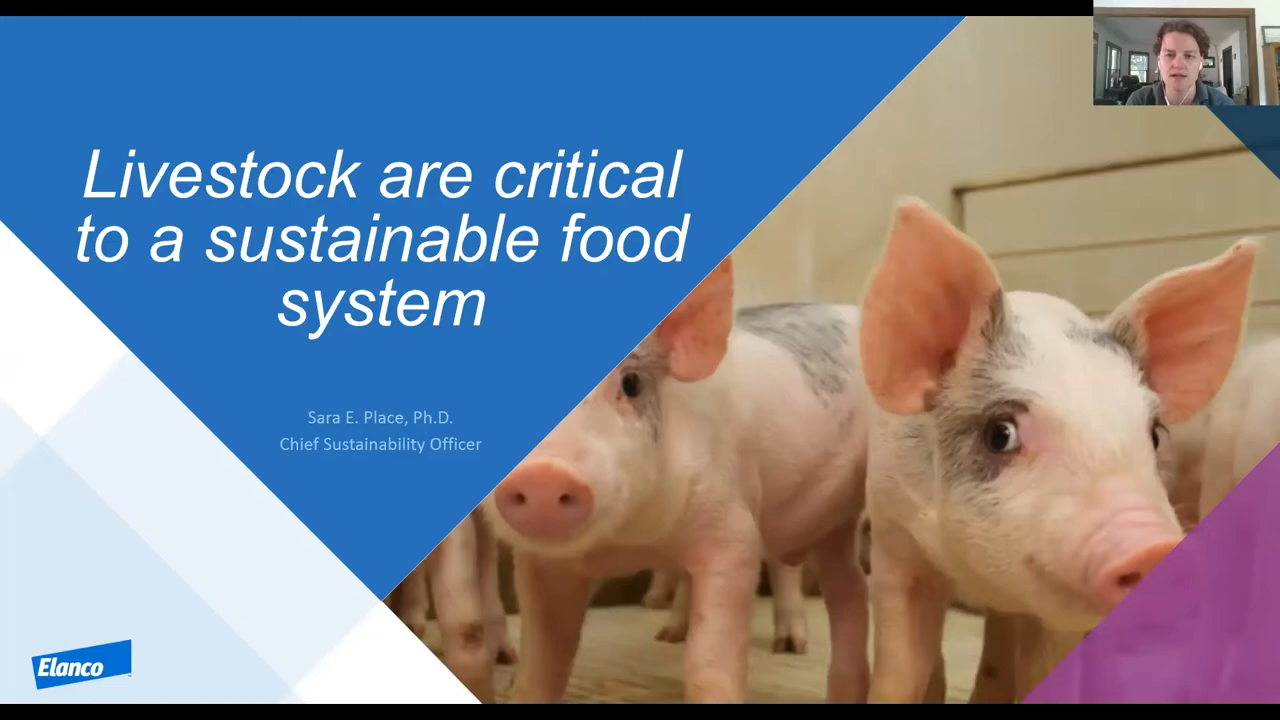 Livestock are critical
to a sustainable food
system
Sara E. Place, Ph.D.
Chief Sustainability Officer
Elanco